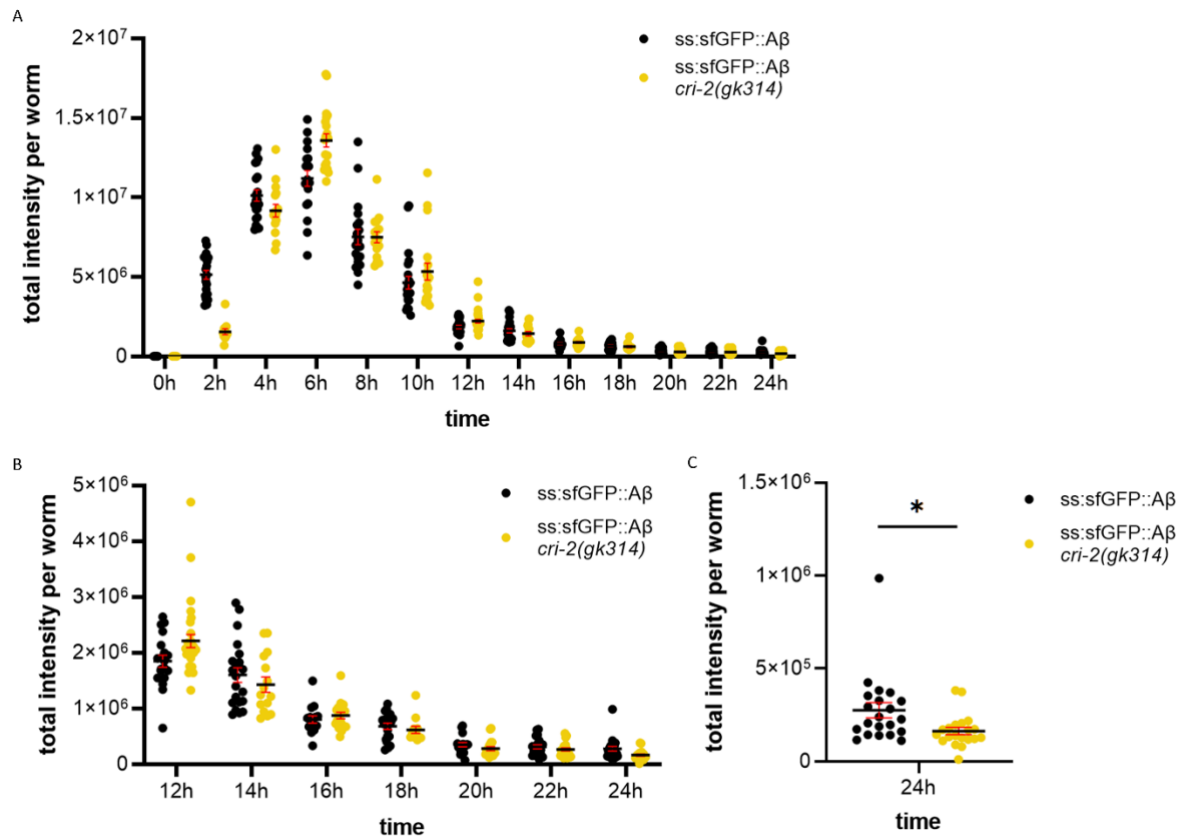 A
total intensity per worm
2×10⁷
1.5×10⁷
1×10⁷
5×10⁶
0
0h 2h 4h 6h 8h 10h 12h 14h 16h 18h 20h 22h 24h
time
ss:sfGFP::Aβ
ss:sfGFP::Aβ
cri-2(gk314)
B
total intensity per worm
5×10⁶
4×10⁶
3×10⁶
2×10⁶
1×10⁶
0
12h 14h 16h 18h 20h 22h 24h
time
ss:sfGFP::Aβ
ss:sfGFP::Aβ
cri-2(gk314)
C
total intensity per worm
1.5×10⁶
1×10⁶
5×10⁵
0
*
24h
time
ss:sfGFP::Aβ
ss:sfGFP::Aβ
cri-2(gk314)